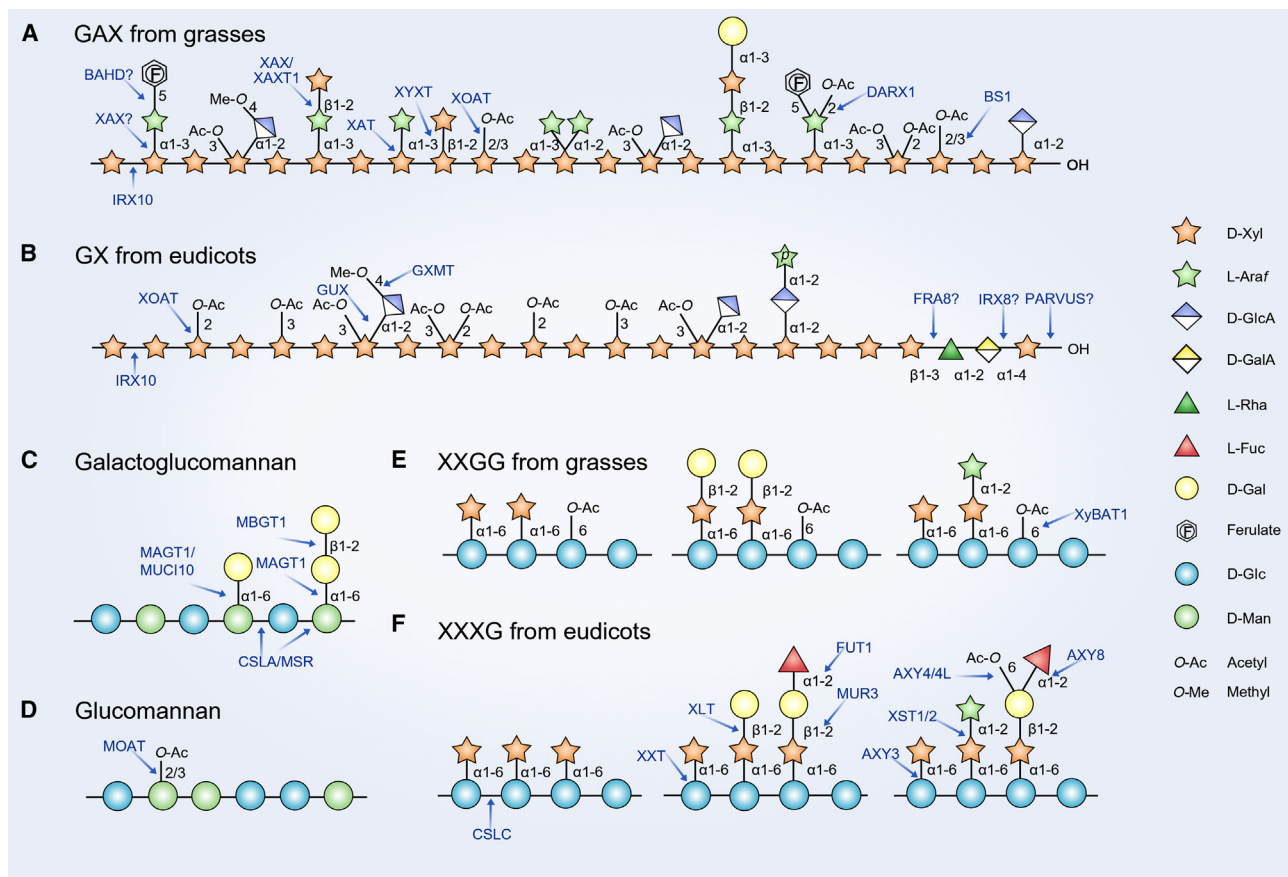 A GAX from grasses
BAHD?
F
5
XAX?
α1-3
IRX10
Ac-O
3
Me-O
4
α1-2
XAX/
XAXT1
β1-2
α1-3
XAT
α1-3
XYXT
β1-2
XOAT
O-Ac
2/3
α1-3
α1-2
Ac-O
3
α1-2
α1-3
β1-2
α1-3
F
5
O-Ac
2
DARX1
α1-3
Ac-O
3
O-Ac
2
O-Ac
2/3
BS1
α1-2
OH
B GX from eudicots
XOAT
O-Ac
2
IRX10
O-Ac
3
Ac-O
3
GUX
Me-O
4
GXMT
α1-2
Ac-O
3
O-Ac
2
O-Ac
2
O-Ac
3
Ac-O
3
α1-2
p
α1-2
α1-2
FRA8?
IRX8?
PARVUS?
β1-3
α1-2
α1-4
OH
C Galactoglucomannan
MAGT1/
MUCI10
α1-6
MBGT1
β1-2
MAGT1
α1-6
CSLA/MSR
D Glucomannan
MOAT
O-Ac
2/3
E XXGG from grasses
α1-6
α1-6
O-Ac
6
β1-2
α1-6
β1-2
α1-6
O-Ac
6
α1-6
α1-2
α1-6
O-Ac
6
XyBAT1
F XXXG from eudicots
α1-6
α1-6
α1-6
CSLC
XXT
α1-6
XLT
β1-2
α1-6
FUT1
α1-2
MUR3
β1-2
α1-6
AXY3
α1-6
XST1/2
α1-2
α1-6
AXY4/4L
Ac-O
6
AXY8
α1-2
β1-2
α1-6
D-Xyl
L-Araf
D-GlcA
D-GalA
L-Rha
L-Fuc
D-Gal
F Ferulate
D-Glc
D-Man
O-Ac Acetyl
O-Me Methyl